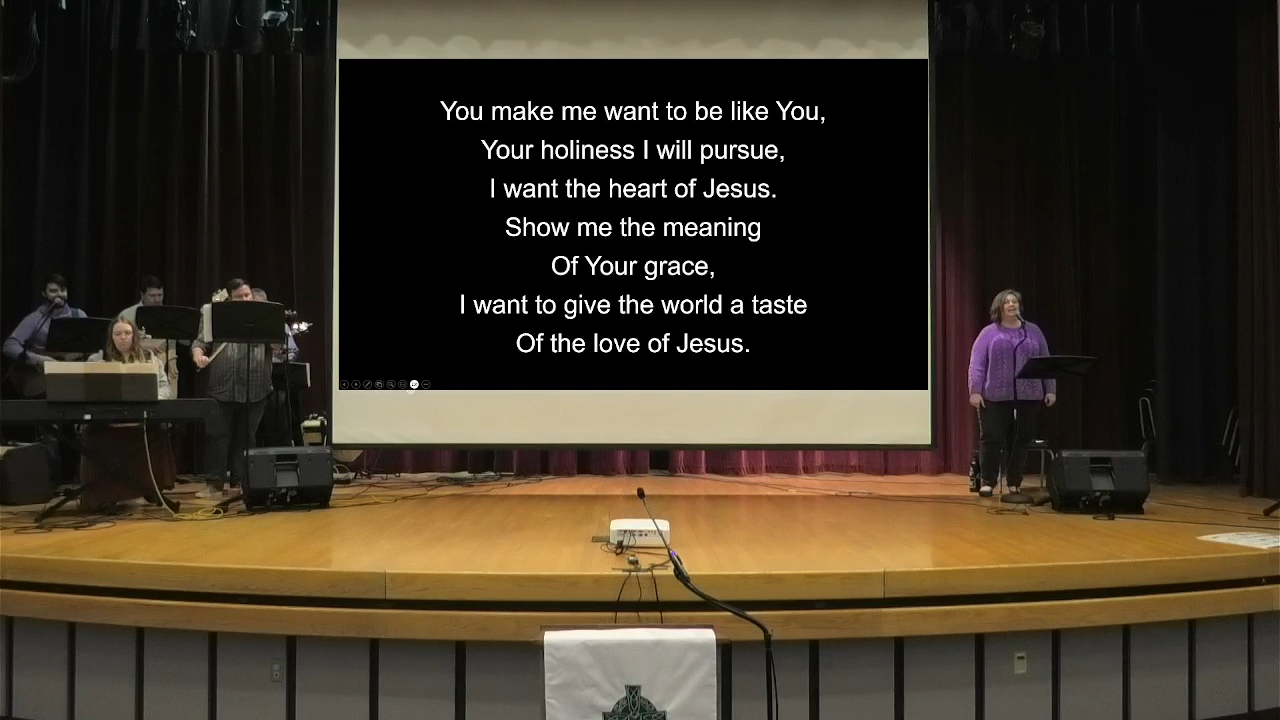 You make me want to be like You,
Your holiness I will pursue,
I want the heart of Jesus.
Show me the meaning
Of Your grace,
I want to give the world a taste
Of the love of Jesus.